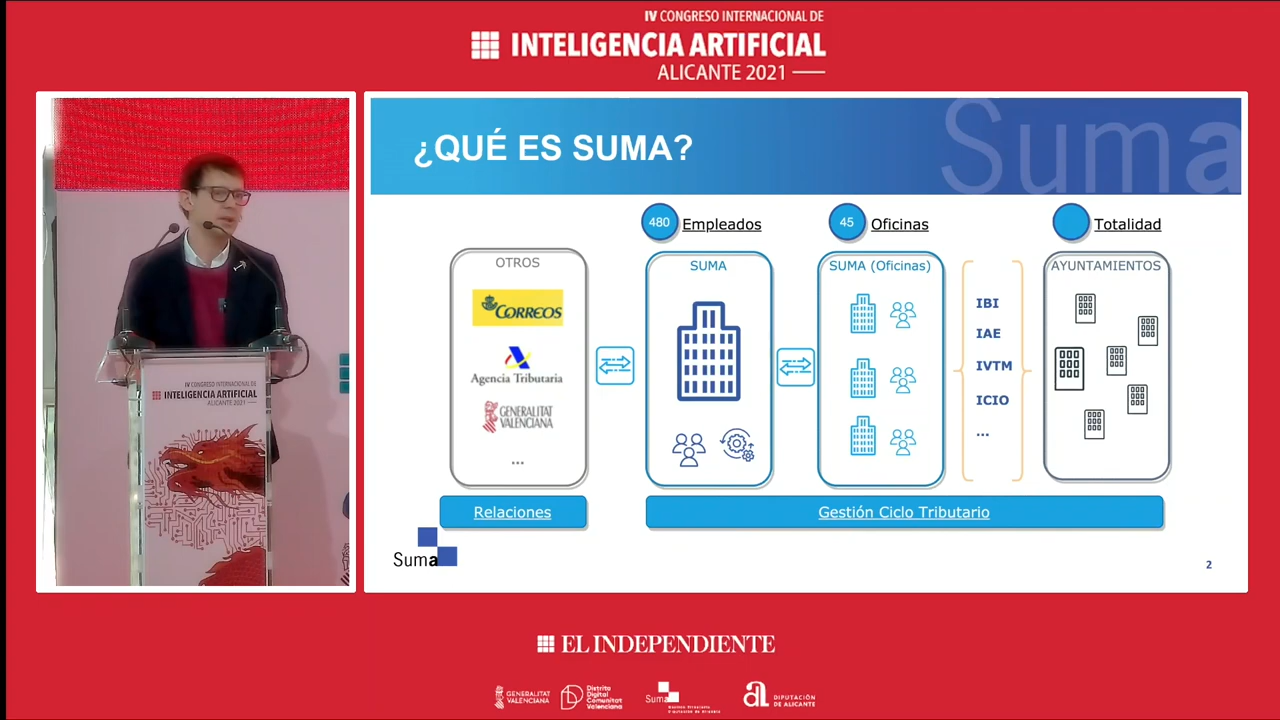 IV CONGRESO INTERNACIONAL DE
INTELIGENCIA ARTIFICIAL
ALICANTE 2021
IV CONGRESO INTERNACIONAL DE
INTELIGENCIA ARTIFICIAL
ALICANTE 2021
¿QUÉ ES SUMA?
Suma
480 Empleados
45 Oficinas
Totalidad
OTROS
CORREOS
Agencia Tributaria
GENERALITAT
VALENCIANA
...
SUMA
SUMA (Oficinas)
IBI
IAE
IVTM
ICIO
...
AYUNTAMIENTOS
Relaciones
Gestión Ciclo Tributario
Suma
2
EL INDEPENDIENTE
GENERALITAT
VALENCIANA
Distrito
Digital
Comunitat
Valenciana
Suma
DIPUTACIÓN
DE ALICANTE